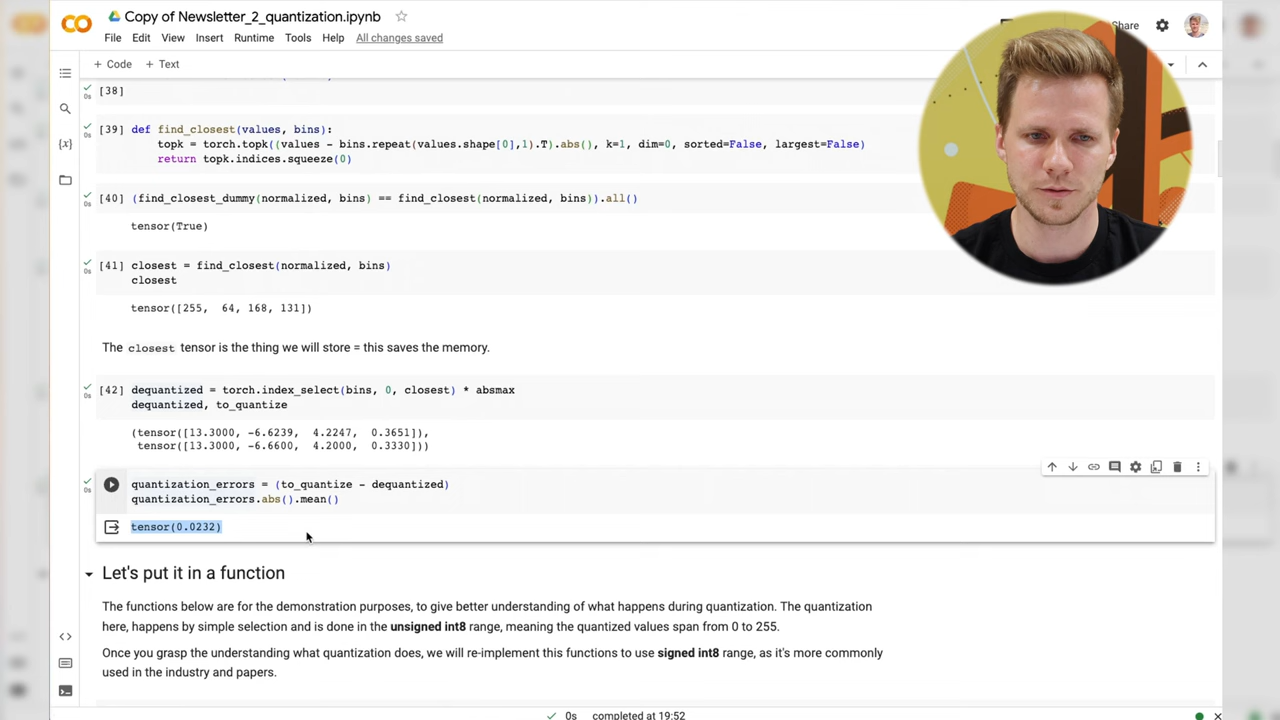 Copy of Newsletter_2_quantization.ipynb
Share
File Edit View Insert Runtime Tools Help All changes saved
+ Code + Text
[38]
0s
[39] def find_closest(values, bins):
0s
topk = torch.topk((values - bins.repeat(values.shape[0],1).T).abs(), k=1, dim=0, sorted=False, largest=False)
return topk.indices.squeeze(0)
[40] (find_closest_dummy(normalized, bins) == find_closest(normalized, bins)).all()
0s
tensor(True)
[41] closest = find_closest(normalized, bins)
0s
closest
tensor([255, 64, 168, 131])
The closest tensor is the thing we will store = this saves the memory.
[42] dequantized = torch.index_select(bins, 0, closest) * absmax
0s
dequantized, to_quantize
(tensor([13.3000, -6.6239, 4.2247, 0.3651]),
tensor([13.3000, -6.6600, 4.2000, 0.3330]))
quantization_errors = (to_quantize - dequantized)
0s
quantization_errors.abs().mean()
tensor(0.0232)
Let's put it in a function
The functions below are for the demonstration purposes, to give better understanding of what happens during quantization. The quantization
here, happens by simple selection and is done in the unsigned int8 range, meaning the quantized values span from 0 to 255.
Once you grasp the understanding what quantization does, we will re-implement this functions to use signed int8 range, as it's more commonly
used in the industry and papers.
0s completed at 19:52